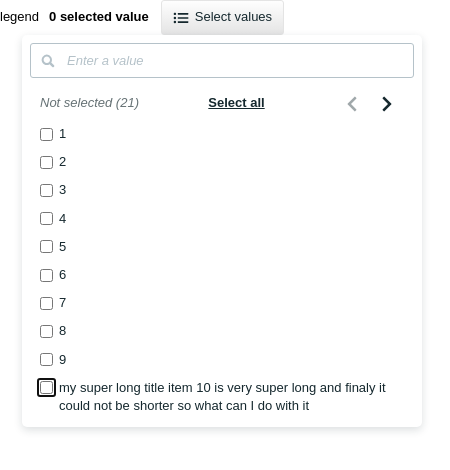 legend 0 selected value Select values
Enter a value
Not selected (21) Select all
1
2
3
4
5
6
7
8
9
my super long title item 10 is very super long and finaly it
could not be shorter so what can I do with it